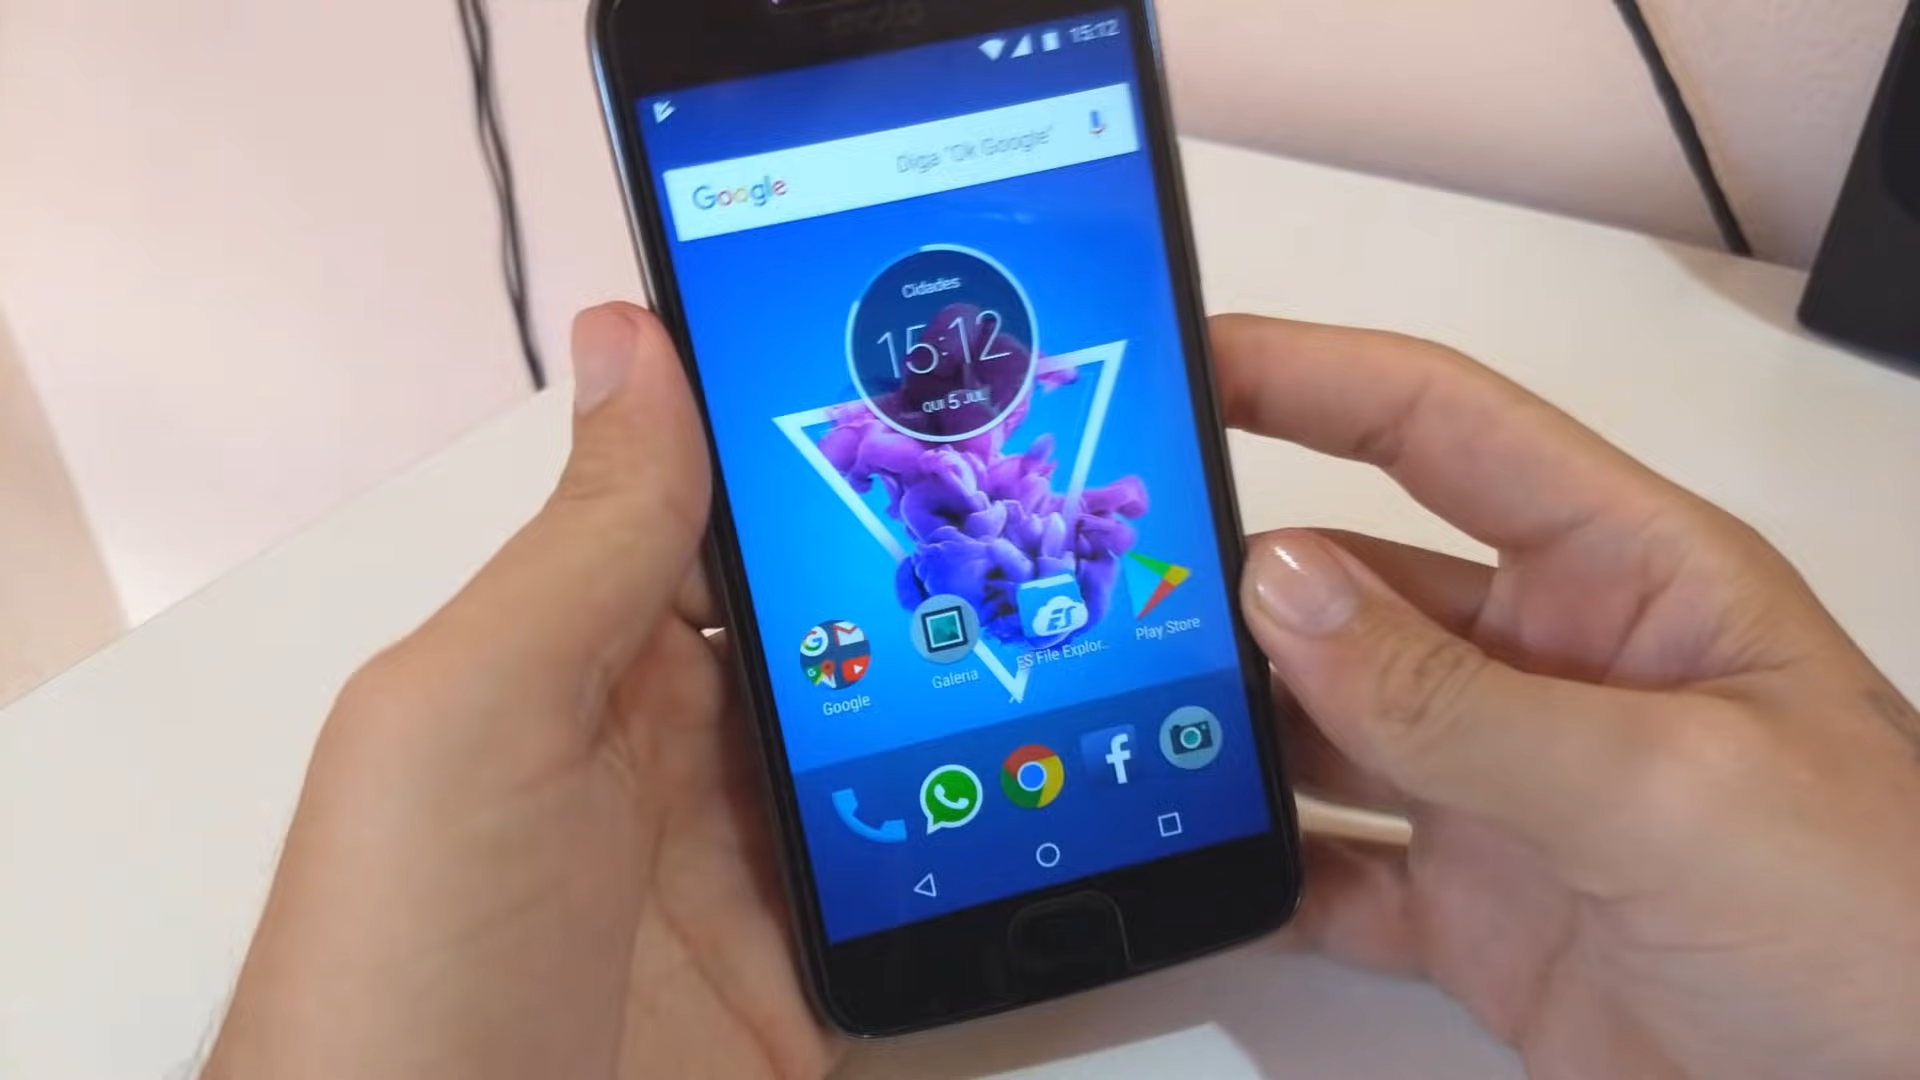 15:12
Google
Diga "Ok Google"
Cidades
15:12
QUI 5 JUL
Google
Galeria
ES
ES File Explor...
Play Store